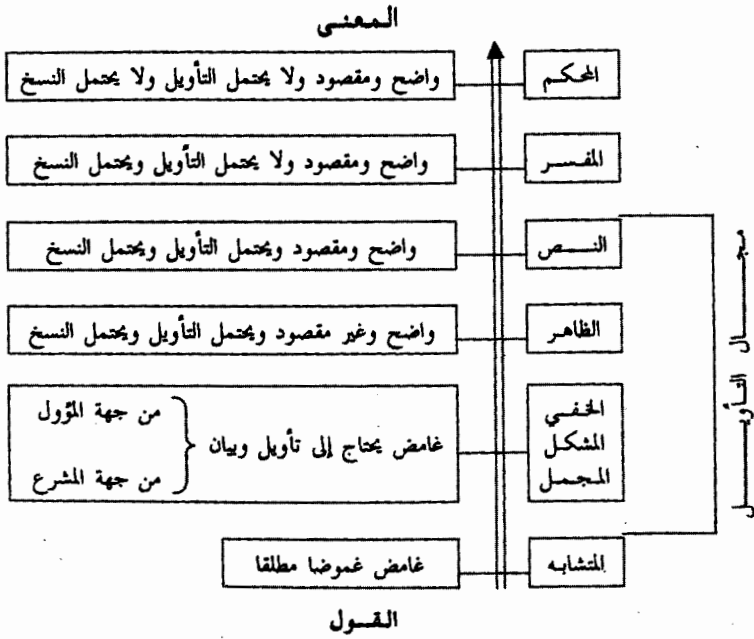 المعنى
المحكم
واضح ومقصود ولا يحتمل التأويل ولا يحتمل النسخ
المفسر
واضح ومقصود ولا يحتمل التأويل ويحتمل النسخ
النص
واضح ومقصود ويحتمل التأويل ويحتمل النسخ
الظاهر
واضح وغير مقصود ويحتمل التأويل ويحتمل النسخ
الخفي
المشكل
المجمل
غامض يحتاج إلى تأويل وبيان
من جهة المؤول
من جهة المشرع
المتشابه
غامض غموضا مطلقا
القول
مجال التأويل